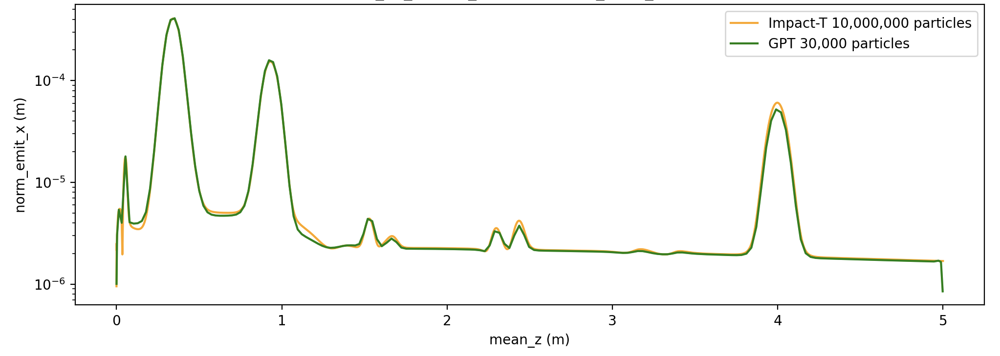 Impact-T 10,000,000 particles
GPT 30,000 particles
norm_emit_x (m)
10⁻⁴
10⁻⁵
10⁻⁶
0 1 2 3 4 5
mean_z (m)